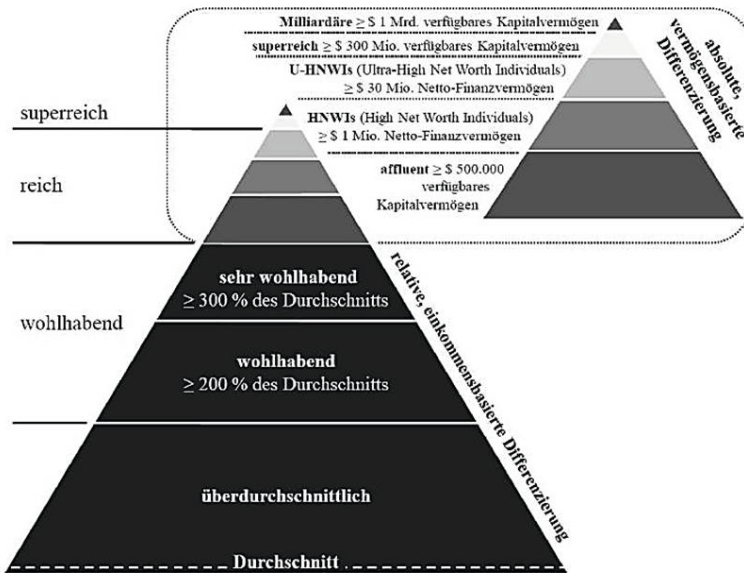 Milliardäre ≥ $ 1 Mrd. verfügbares Kapitalvermögen
superreich ≥ $ 300 Mio. verfügbares Kapitalvermögen
U-HNWIs (Ultra-High Net Worth Individuals)
≥ $ 30 Mio. Netto-Finanzvermögen
HNWIs (High Net Worth Individuals)
≥ $ 1 Mio. Netto-Finanzvermögen
affluent ≥ $ 500.000
verfügbares
Kapitalvermögen
absolute,
vermögensbasierte
Differenzierung
superreich
reich
wohlhabend
sehr wohlhabend
≥ 300 % des Durchschnitts
wohlhabend
≥ 200 % des Durchschnitts
überdurchschnittlich
Durchschnitt
relative, einkommensbasierte Differenzierung